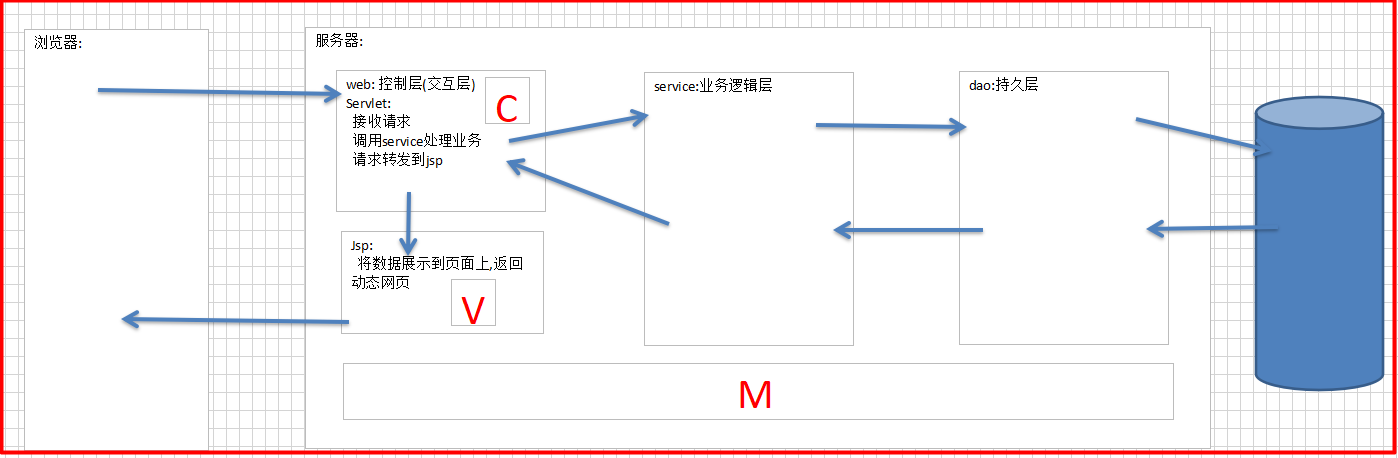 浏览器:
服务器:
web: 控制层(交互层)
Servlet:
接收请求
调用service处理业务
请求转发到jsp
C
service:业务逻辑层
dao:持久层
Jsp:
将数据展示到页面上,返回
动态网页
V
M